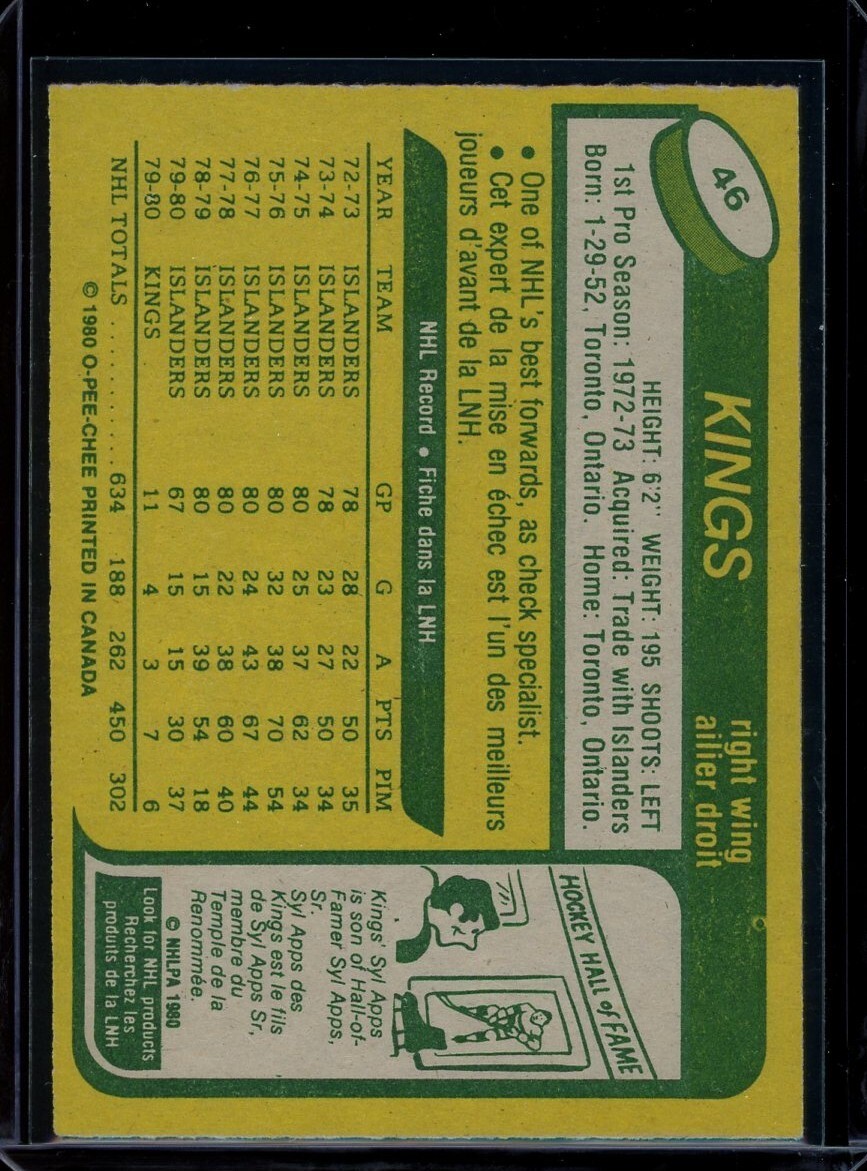 46
KINGS
right wing
ailier droit
HEIGHT: 6'2" WEIGHT: 195 SHOOTS: LEFT
1st Pro Season: 1972-73 Acquired: Trade with Islanders
Born: 1-29-52, Toronto, Ontario. Home: Toronto, Ontario.
• One of NHL's best forwards, as check specialist.
• Cet expert de la mise en échec est l'un des meilleurs
joueurs d'avant de la LNH.
NHL Record • Fiche dans la LNH
YEAR TEAM GP G A PTS PIM
72-73 ISLANDERS 78 28 22 50 35
73-74 ISLANDERS 78 23 27 50 34
74-75 ISLANDERS 80 25 37 62 34
75-76 ISLANDERS 80 32 38 70 54
76-77 ISLANDERS 80 24 43 67 44
77-78 ISLANDERS 80 22 38 60 40
78-79 ISLANDERS 80 15 39 54 18
79-80 ISLANDERS 67 15 15 30 37
79-80 KINGS 11 4 3 7 6
NHL TOTALS .......... 634 188 262 450 302
© 1980 O-PEE-CHEE PRINTED IN CANADA
HOCKEY HALL of FAME
Kings' Syl Apps
is son of Hall-of-
Famer Syl Apps,
Sr.
Syl Apps des
Kings est le fils
de Syl Apps Sr,
membre du
Temple de la
Renommée.
© NHLPA 1980
Look for NHL products
Recherchez les
produits de la LNH